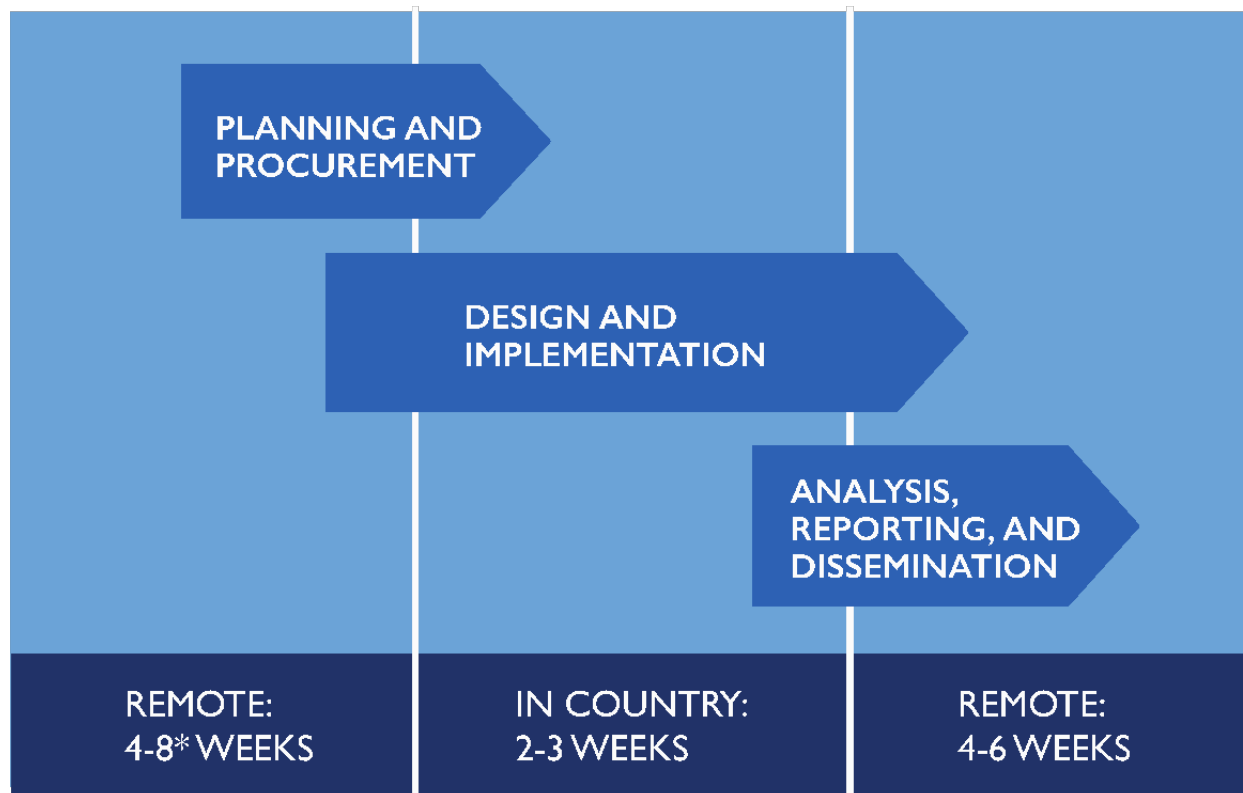 PLANNING AND
PROCUREMENT
DESIGN AND
IMPLEMENTATION
ANALYSIS,
REPORTING, AND
DISSEMINATION
REMOTE:
4-8* WEEKS
IN COUNTRY:
2-3 WEEKS
REMOTE:
4-6 WEEKS